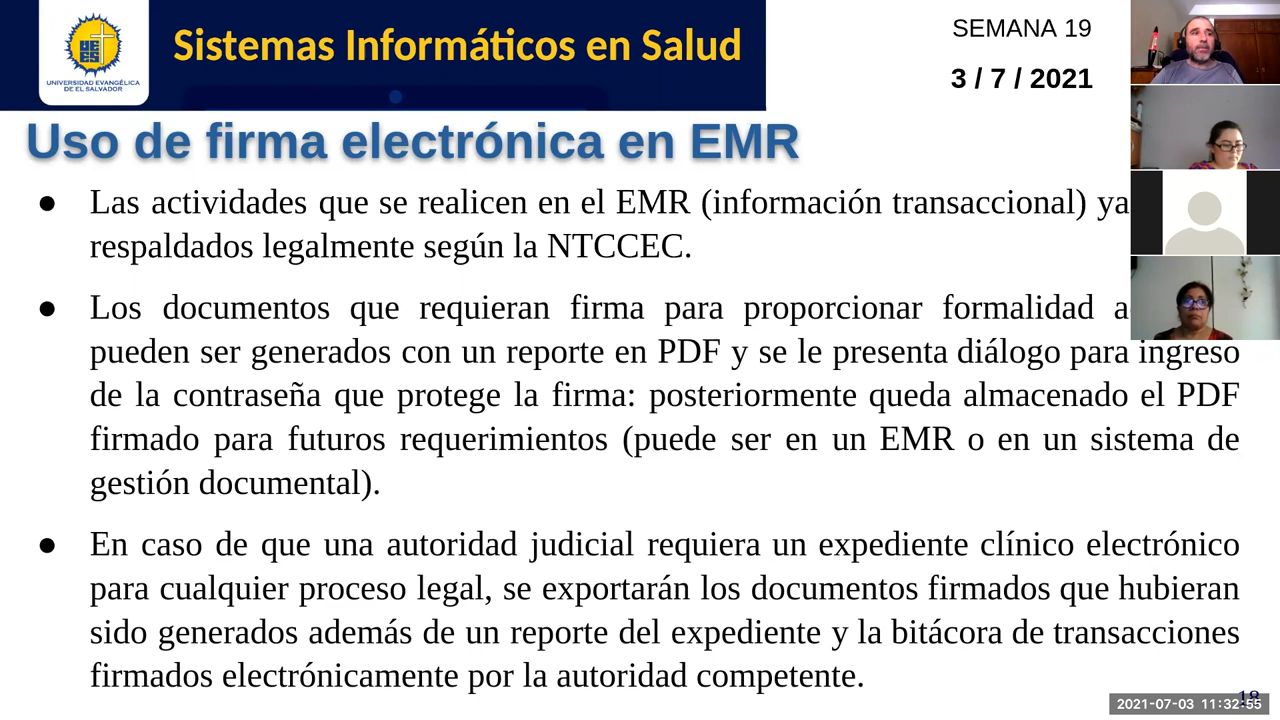 UNIVERSIDAD EVANGÉLICA
DE EL SALVADOR
Sistemas Informáticos en Salud
SEMANA 19
3 / 7 / 2021
Uso de firma electrónica en EMR
● Las actividades que se realicen en el EMR (información transaccional) ya
respaldados legalmente según la NTCCEC.
● Los documentos que requieran firma para proporcionar formalidad
pueden ser generados con un reporte en PDF y se le presenta diálogo para ingreso
de la contraseña que protege la firma: posteriormente queda almacenado el PDF
firmado para futuros requerimientos (puede ser en un EMR o en un sistema de
gestión documental).
● En caso de que una autoridad judicial requiera un expediente clínico electrónico
para cualquier proceso legal, se exportarán los documentos firmados que hubieran
sido generados además de un reporte del expediente y la bitácora de transacciones
firmados electrónicamente por la autoridad competente.
18
2021-07-03 11:32:55